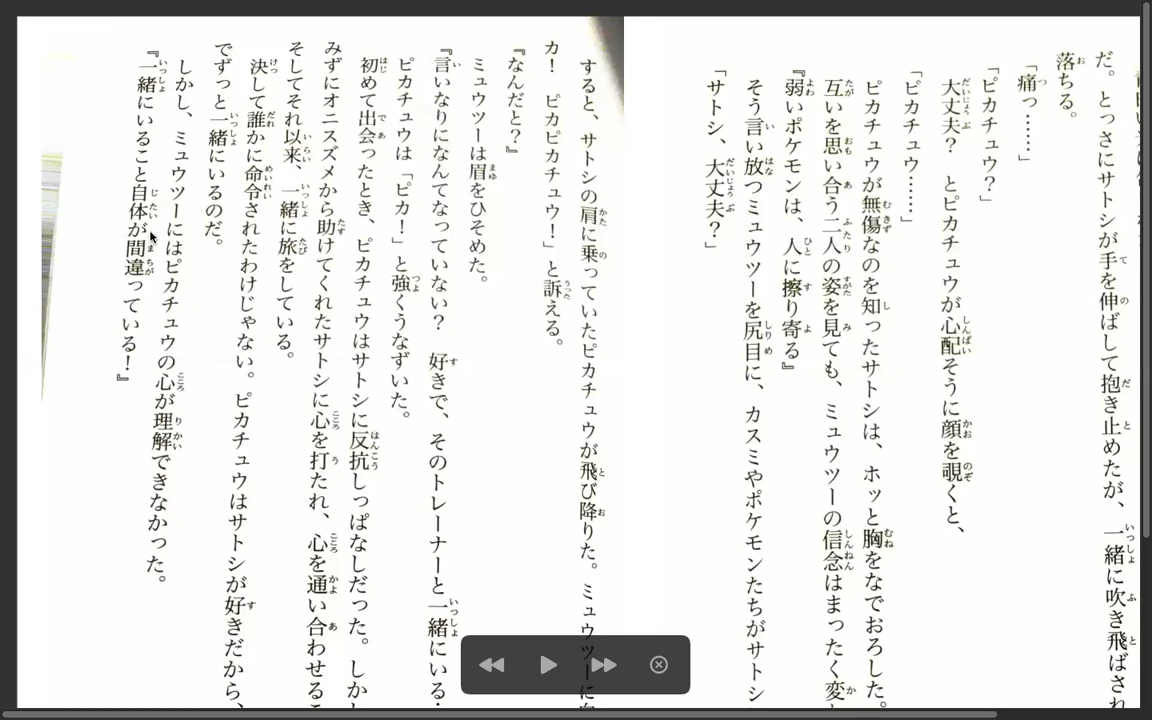 だ。とっさにサトシが手を伸ばして抱き止めたが、一緒に吹き飛ばされ
落ちる。
「痛っ……」
「ピカチュウ？」
大丈夫？　とピカチュウが心配そうに顔を覗くと、
「ピカチュウ……」
ピカチュウが無傷なのを知ったサトシは、ホッと胸をなでおろした。
互いを思い合う二人の姿を見ても、ミュウツーの信念はまったく変
『弱いポケモンは、人に擦り寄る』
そう言い放つミュウツーを尻目に、カスミやポケモンたちがサトシ
「サトシ、大丈夫？」
すると、サトシの肩に乗っていたピカチュウが飛び降りた。ミュウツーに
カ！　ピカピカチュウ！」と訴える。
『なんだと？』
ミュウツーは眉をひそめた。
『言いなりになんてなっていない？　好きで、そのトレーナーと一緒にいる
ピカチュウは「ピカ！」と強くうなずいた。
初めて出会ったとき、ピカチュウはサトシに反抗しっぱなしだった。しか
みずにオニスズメから助けてくれたサトシに心を打たれ、心を通い合わせるこ
そしてそれ以来、一緒に旅をしている。
決して誰かに命令されたわけじゃない。ピカチュウはサトシが好きだから、
でずっと一緒にいるのだ。
しかし、ミュウツーにはピカチュウの心が理解できなかった。
『一緒にいること自体が間違っている！』